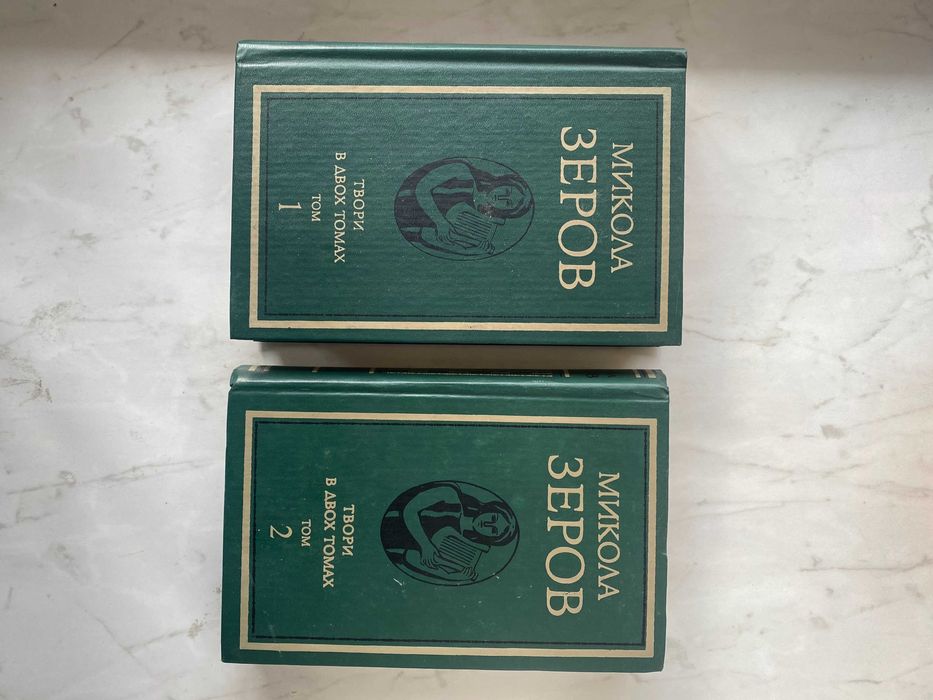 МИКОЛА
ЗЕРОВ
ТВОРИ
В ДВОХ ТОМАХ
ТОМ
1
МИКОЛА
ЗЕРОВ
ТВОРИ
В ДВОХ ТОМАХ
ТОМ
2